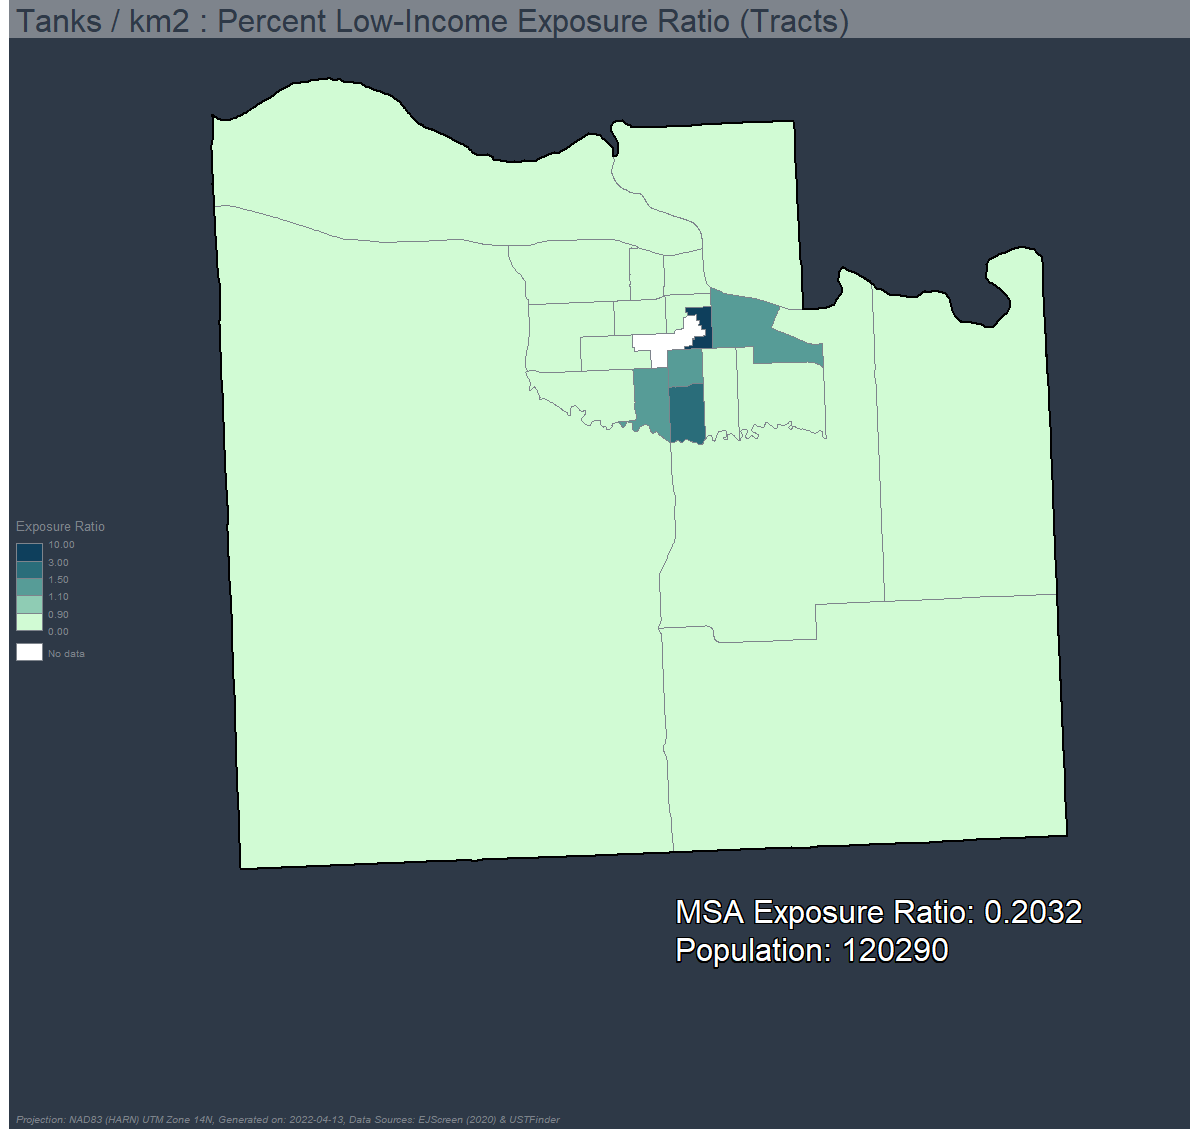 Tanks / km2 : Percent Low-Income Exposure Ratio (Tracts)
Exposure Ratio
10.00
3.00
1.50
1.10
0.90
0.00
No data
MSA Exposure Ratio: 0.2032
Population: 120290
Projection: NAD83 (HARN) UTM Zone 14N, Generated on: 2022-04-13, Data Sources: EJScreen (2020) & USTFinder